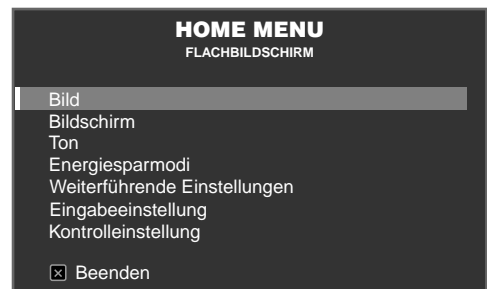 HOME MENU
FLACHBILDSCHIRM
Bild
Bildschirm
Ton
Energiesparmodi
Weiterführende Einstellungen
Eingabeeinstellung
Kontrolleinstellung
Beenden